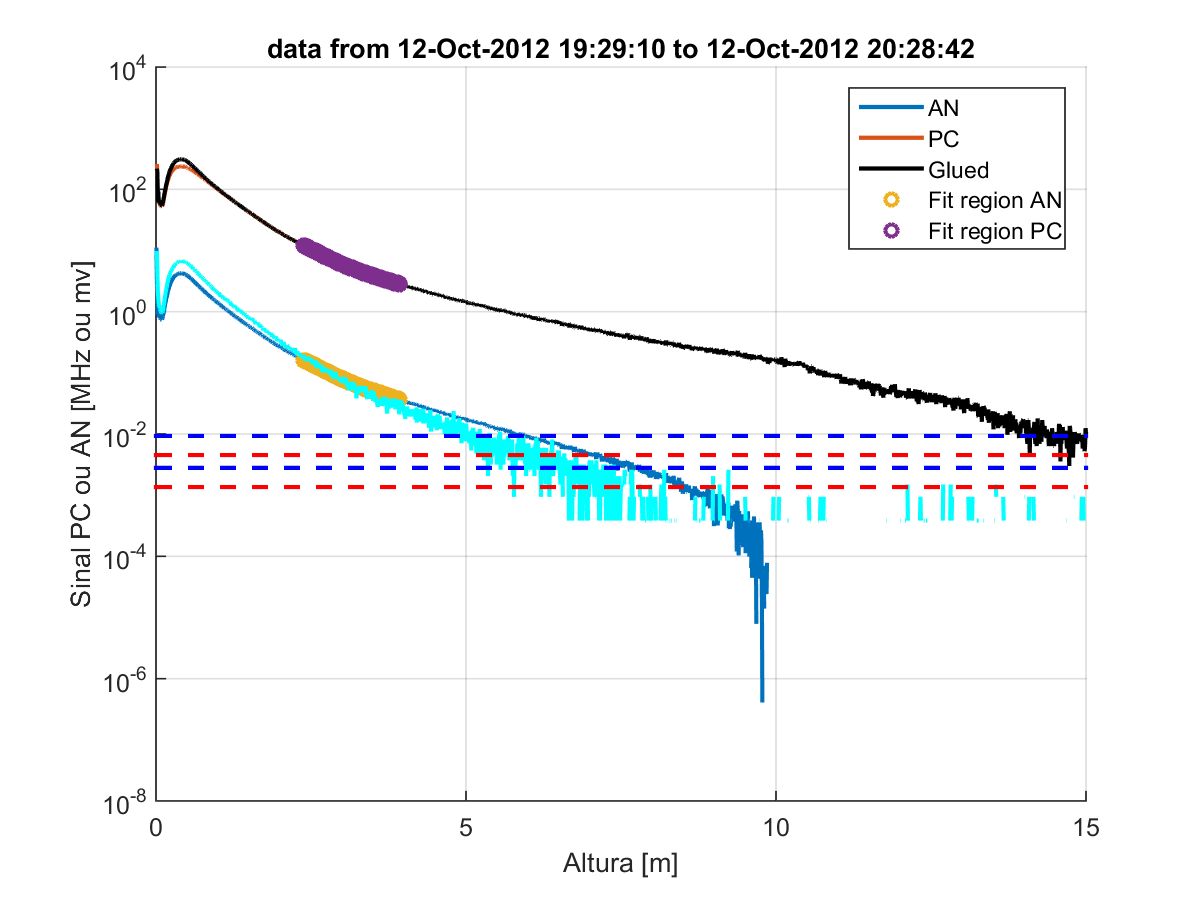 data from 12-Oct-2012 19:29:10 to 12-Oct-2012 20:28:42
10^4
10^2
10^0
10^-2
10^-4
10^-6
10^-8
Sinal PC ou AN [MHz ou mv]
AN
PC
Glued
Fit region AN
Fit region PC
0
5
10
15
Altura [m]